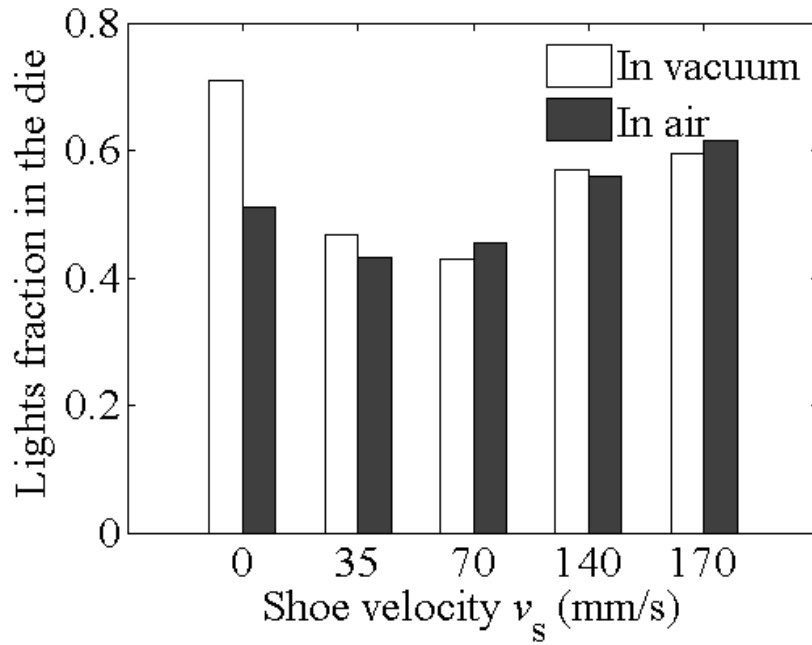 Lights fraction in the die
0.8
0.6
0.4
0.2
0
In vacuum
In air
0 35 70 140 170
Shoe velocity vs (mm/s)